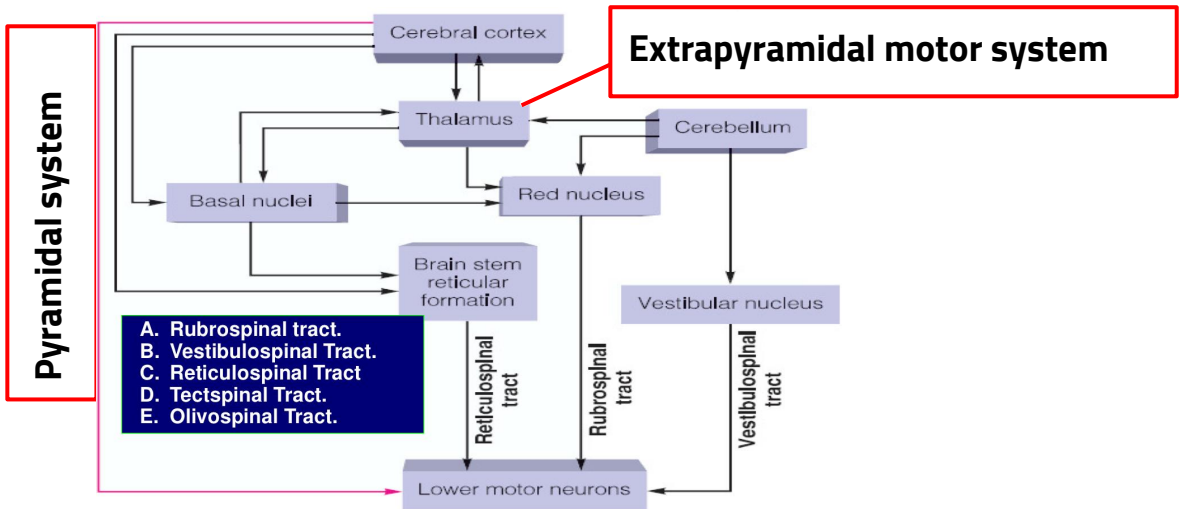 Pyramidal system
Extrapyramidal motor system
Cerebral cortex
Thalamus
Cerebellum
Basal nuclei
Red nucleus
Brain stem
reticular
formation
Vestibular nucleus
A. Rubrospinal tract.
B. Vestibulospinal Tract.
C. Reticulospinal Tract
D. Tectspinal Tract.
E. Olivospinal Tract.
Reticulospinal
tract
Rubrospinal
tract
Vestibulospinal
tract
Lower motor neurons